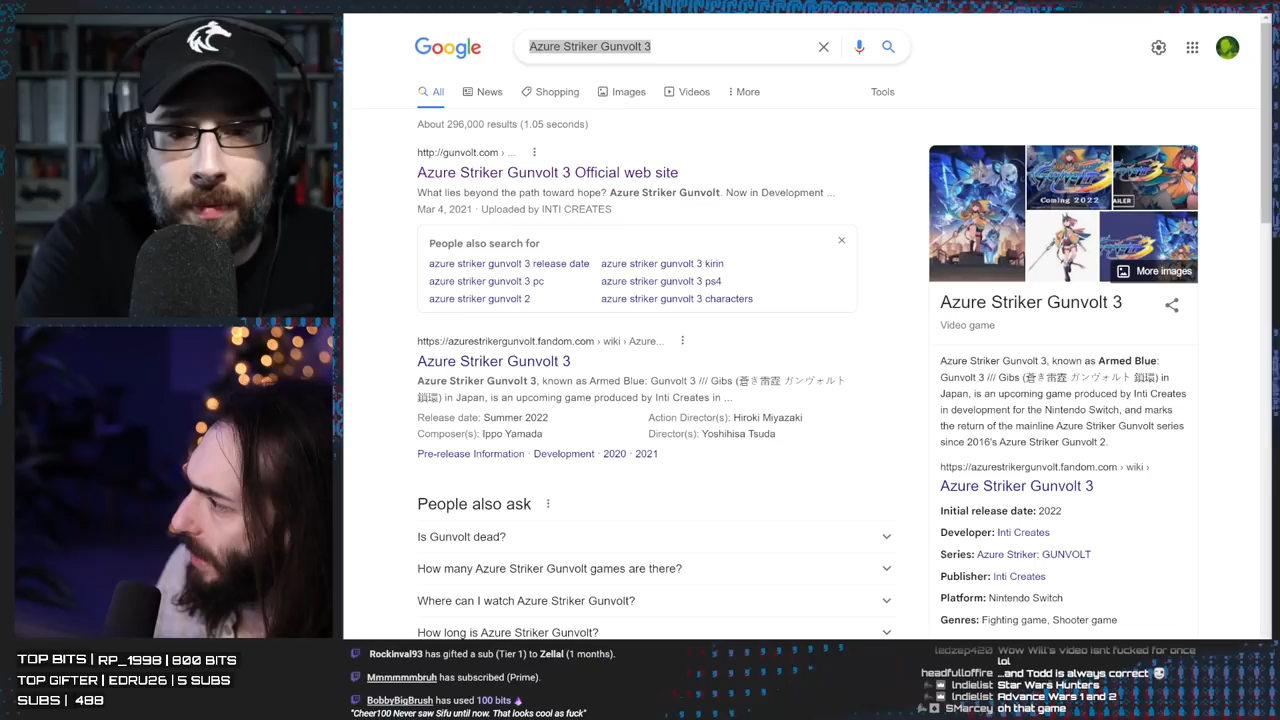 Google
Azure Striker Gunvolt 3
All
News
Shopping
Images
Videos
More
Tools
About 296,000 results (1.05 seconds)
http://gunvolt.com › ...
Azure Striker Gunvolt 3 Official web site
What lies beyond the path toward hope? Azure Striker Gunvolt. Now in Development ...
Mar 4, 2021 · Uploaded by INTI CREATES
People also search for
azure striker gunvolt 3 release date
azure striker gunvolt 3 kirin
azure striker gunvolt 3 pc
azure striker gunvolt 3 ps4
azure striker gunvolt 2
azure striker gunvolt 3 characters
https://azurestrikergunvolt.fandom.com › wiki › Azure...
Azure Striker Gunvolt 3
Azure Striker Gunvolt 3, known as Armed Blue: Gunvolt 3 /// Gibs (蒼き雷霆 ガンヴォルト
鎖環) in Japan, is an upcoming game produced by Inti Creates in ...
Release date: Summer 2022
Action Director(s): Hiroki Miyazaki
Composer(s): Ippo Yamada
Director(s): Yoshihisa Tsuda
Pre-release Information · Development · 2020 · 2021
People also ask
Is Gunvolt dead?
How many Azure Striker Gunvolt games are there?
Where can I watch Azure Striker Gunvolt?
How long is Azure Striker Gunvolt?
Coming 2022
AILER
More images
Azure Striker Gunvolt 3
Video game
Azure Striker Gunvolt 3, known as Armed Blue:
Gunvolt 3 /// Gibs (蒼き雷霆 ガンヴォルト 鎖環) in
Japan, is an upcoming game produced by Inti Creates
in development for the Nintendo Switch, and marks
the return of the mainline Azure Striker Gunvolt series
since 2016's Azure Striker Gunvolt 2.
https://azurestrikergunvolt.fandom.com › wiki ›
Azure Striker Gunvolt 3
Initial release date: 2022
Developer: Inti Creates
Series: Azure Striker: GUNVOLT
Publisher: Inti Creates
Platform: Nintendo Switch
Genres: Fighting game, Shooter game
TOP BITS | RP_1998 | 800 BITS
TOP GIFTER | EDRU26 | 5 SUBS
SUBS | 488
Rockinval93 has gifted a sub (Tier 1) to Zellal (1 months).
Mmmmmmbruh has subscribed (Prime).
BobbyBigBrush has used 100 bits
"Cheer100 Never saw Sifu until now. That looks cool as fuck"
ledzep420 Wow Will's video isnt fucked for once
lol
headfulloffire ...and Todd is always correct
lndielist Star Wars Hunters
lndielist Advance Wars 1 and 2
SMarcey oh that game